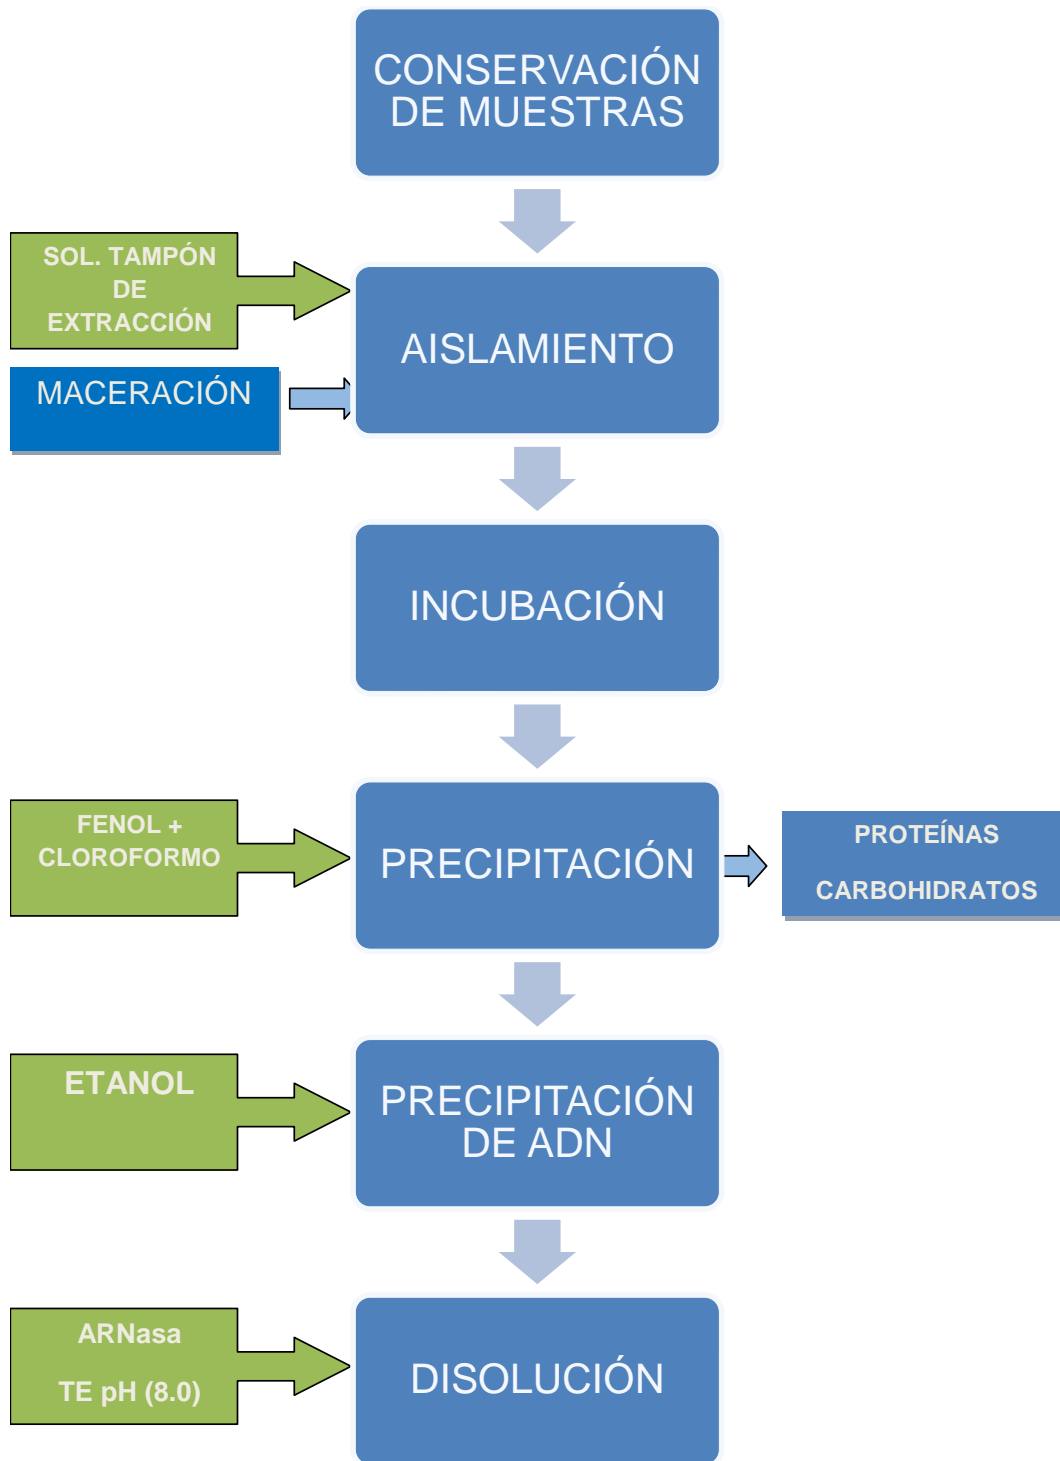 CONSERVACIÓN
DE MUESTRAS
SOL. TAMPÓN
DE
EXTRACCIÓN
AISLAMIENTO
MACERACIÓN
INCUBACIÓN
FENOL +
CLOROFORMO
PRECIPITACIÓN
PROTEÍNAS
CARBOHIDRATOS
ETANOL
PRECIPITACIÓN
DE ADN
ARNasa
TE pH (8.0)
DISOLUCIÓN